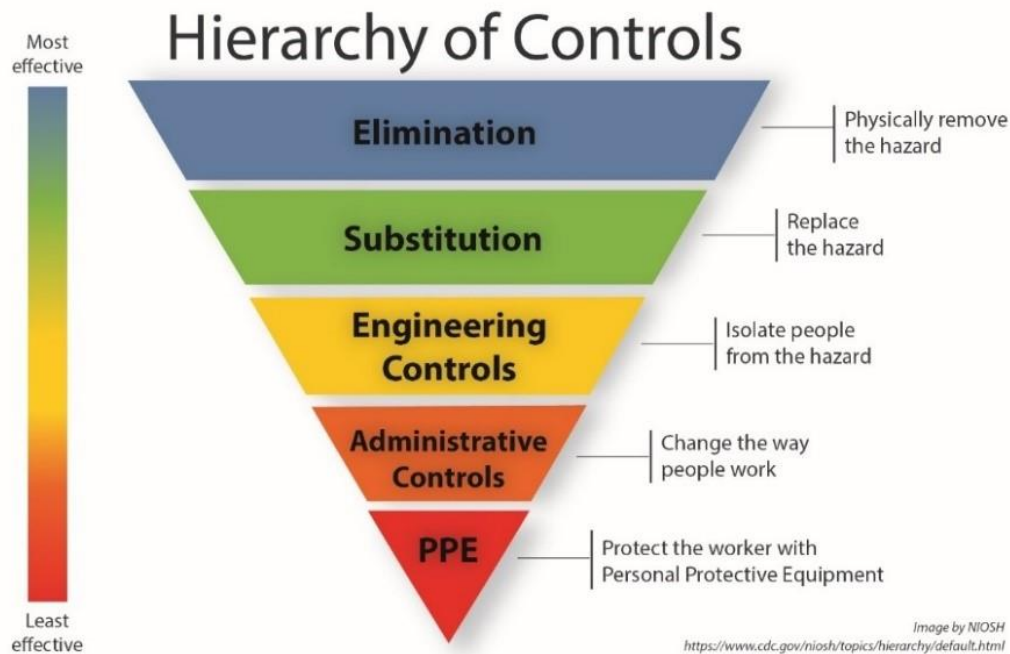 Hierarchy of Controls
Most
effective
Elimination
Physically remove
the hazard
Substitution
Replace
the hazard
Engineering
Controls
Isolate people
from the hazard
Administrative
Controls
Change the way
people work
PPE
Protect the worker with
Personal Protective Equipment
Least
effective
Image by NIOSH
https://www.cdc.gov/niosh/topics/hierarchy/default.html